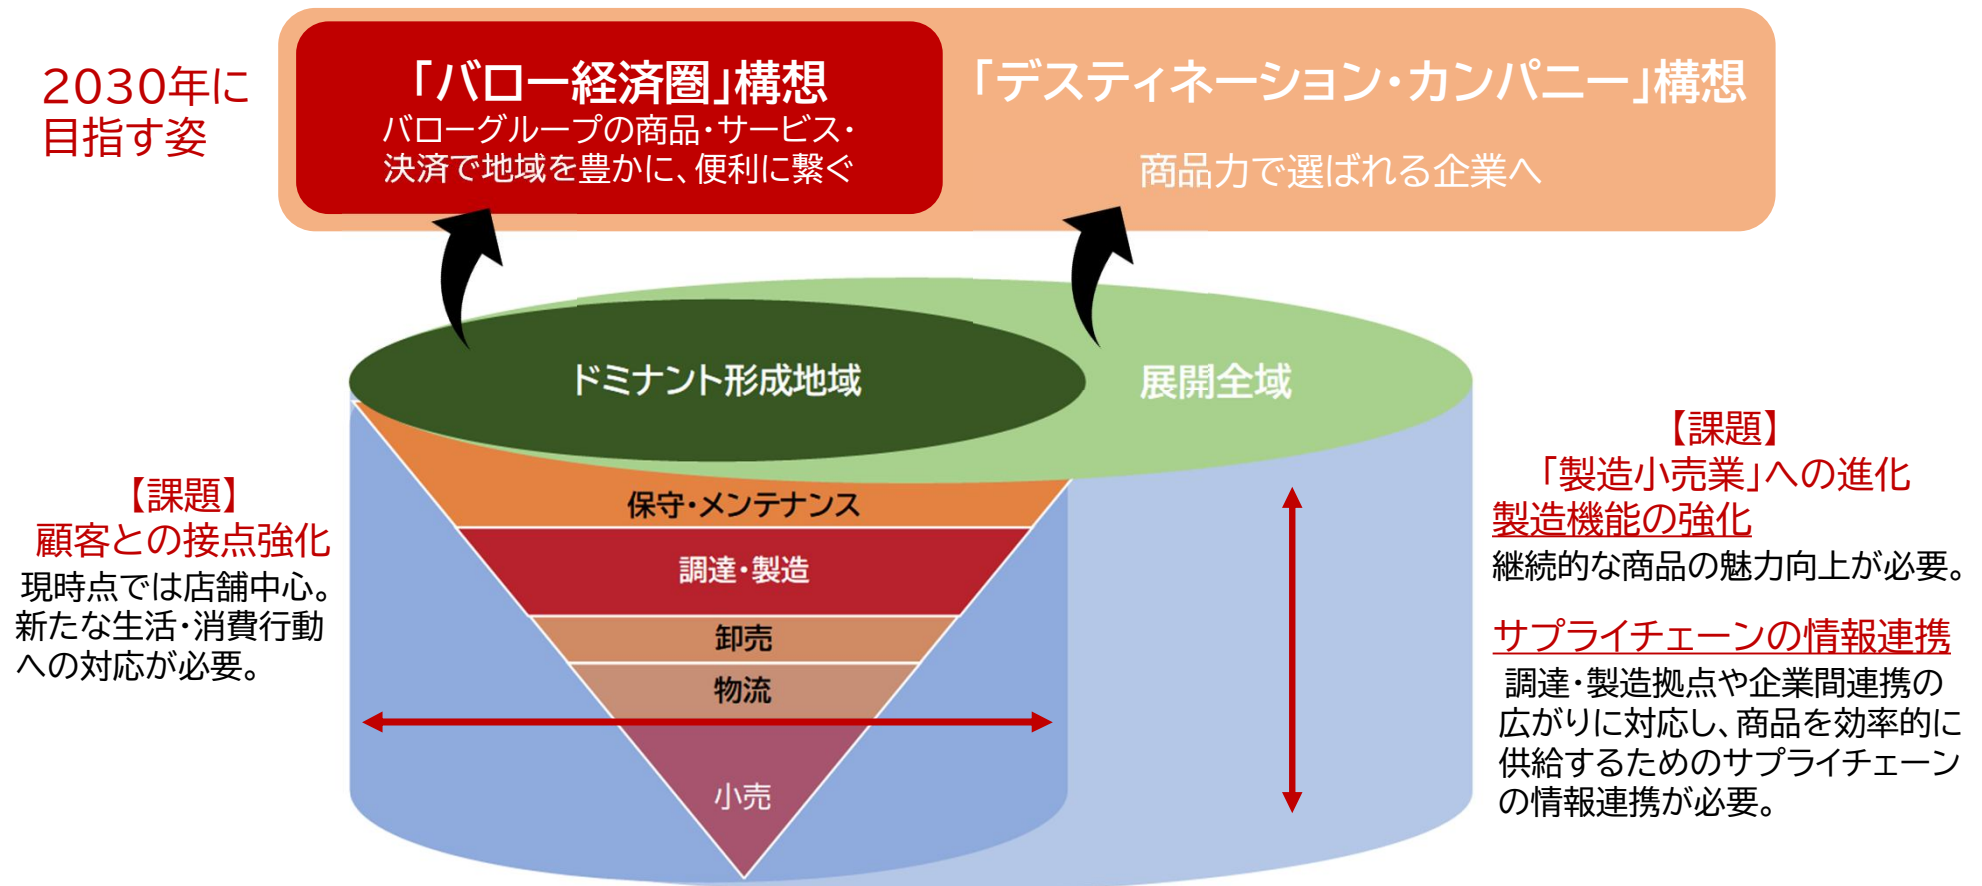 2030年に
目指す姿
「バロー経済圏」構想
バローグループの商品・サービス・
決済で地域を豊かに、便利に繋ぐ
「デスティネーション・カンパニー」構想
商品力で選ばれる企業へ
ドミナント形成地域
展開全域
保守・メンテナンス
調達・製造
卸売
物流
小売
【課題】
顧客との接点強化
現時点では店舗中心。
新たな生活・消費行動
への対応が必要。
【課題】
「製造小売業」への進化
製造機能の強化
継続的な商品の魅力向上が必要。
サプライチェーンの情報連携
調達・製造拠点や企業間連携の
広がりに対応し、商品を効率的に
供給するためのサプライチェーン
の情報連携が必要。